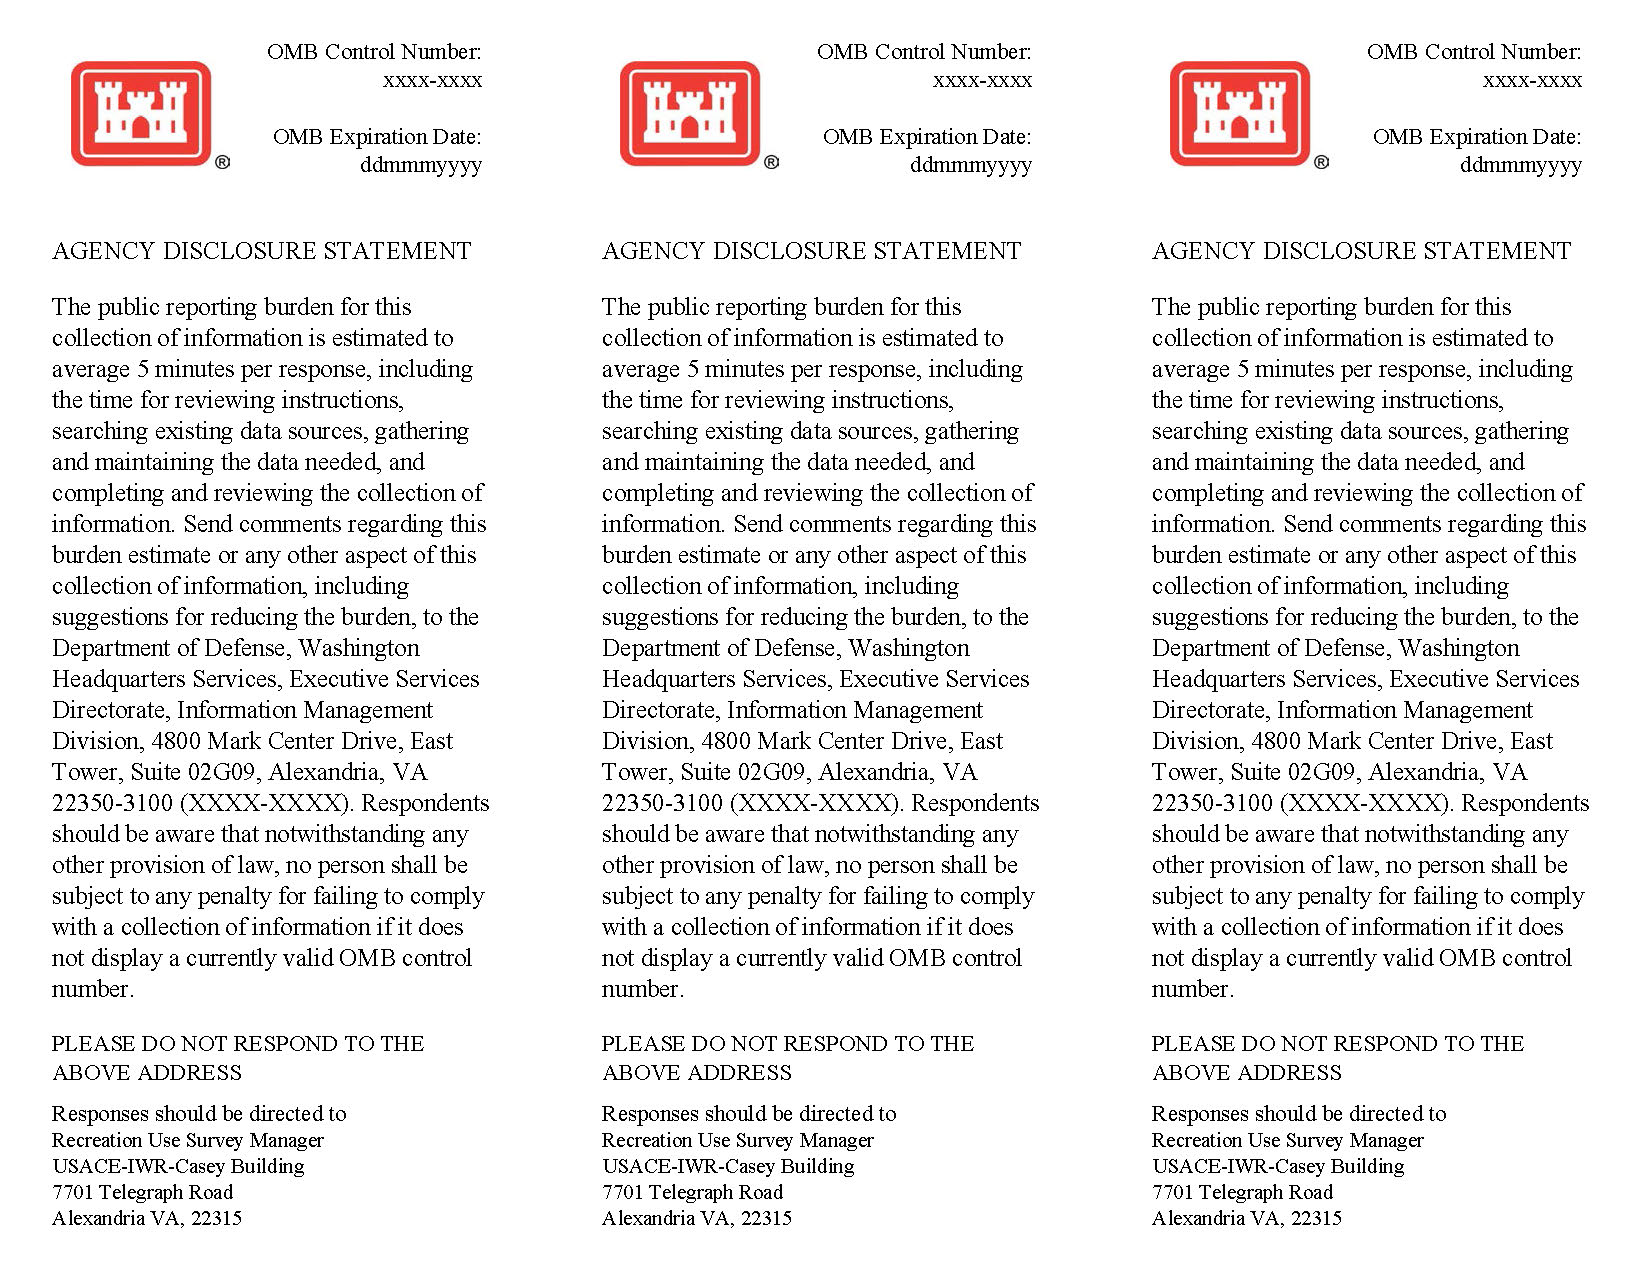 OMB Control Number:
xxxx-xxxx
OMB Expiration Date:
ddmmmyyyy
®
AGENCY DISCLOSURE STATEMENT
The public reporting burden for this
collection of information is estimated to
average 5 minutes per response, including
the time for reviewing instructions,
searching existing data sources, gathering
and maintaining the data needed, and
completing and reviewing the collection of
information. Send comments regarding this
burden estimate or any other aspect of this
collection of information, including
suggestions for reducing the burden, to the
Department of Defense, Washington
Headquarters Services, Executive Services
Directorate, Information Management
Division, 4800 Mark Center Drive, East
Tower, Suite 02G09, Alexandria, VA
22350-3100 (XXXX-XXXX). Respondents
should be aware that notwithstanding any
other provision of law, no person shall be
subject to any penalty for failing to comply
with a collection of information if it does
not display a currently valid OMB control
number.
PLEASE DO NOT RESPOND TO THE
ABOVE ADDRESS
Responses should be directed to
Recreation Use Survey Manager
USACE-IWR-Casey Building
7701 Telegraph Road
Alexandria VA, 22315
OMB Control Number:
xxxx-xxxx
OMB Expiration Date:
ddmmmyyyy
®
AGENCY DISCLOSURE STATEMENT
The public reporting burden for this
collection of information is estimated to
average 5 minutes per response, including
the time for reviewing instructions,
searching existing data sources, gathering
and maintaining the data needed, and
completing and reviewing the collection of
information. Send comments regarding this
burden estimate or any other aspect of this
collection of information, including
suggestions for reducing the burden, to the
Department of Defense, Washington
Headquarters Services, Executive Services
Directorate, Information Management
Division, 4800 Mark Center Drive, East
Tower, Suite 02G09, Alexandria, VA
22350-3100 (XXXX-XXXX). Respondents
should be aware that notwithstanding any
other provision of law, no person shall be
subject to any penalty for failing to comply
with a collection of information if it does
not display a currently valid OMB control
number.
PLEASE DO NOT RESPOND TO THE
ABOVE ADDRESS
Responses should be directed to
Recreation Use Survey Manager
USACE-IWR-Casey Building
7701 Telegraph Road
Alexandria VA, 22315
OMB Control Number:
xxxx-xxxx
OMB Expiration Date:
ddmmmyyyy
®
AGENCY DISCLOSURE STATEMENT
The public reporting burden for this
collection of information is estimated to
average 5 minutes per response, including
the time for reviewing instructions,
searching existing data sources, gathering
and maintaining the data needed, and
completing and reviewing the collection of
information. Send comments regarding this
burden estimate or any other aspect of this
collection of information, including
suggestions for reducing the burden, to the
Department of Defense, Washington
Headquarters Services, Executive Services
Directorate, Information Management
Division, 4800 Mark Center Drive, East
Tower, Suite 02G09, Alexandria, VA
22350-3100 (XXXX-XXXX). Respondents
should be aware that notwithstanding any
other provision of law, no person shall be
subject to any penalty for failing to comply
with a collection of information if it does
not display a currently valid OMB control
number.
PLEASE DO NOT RESPOND TO THE
ABOVE ADDRESS
Responses should be directed to
Recreation Use Survey Manager
USACE-IWR-Casey Building
7701 Telegraph Road
Alexandria VA, 22315